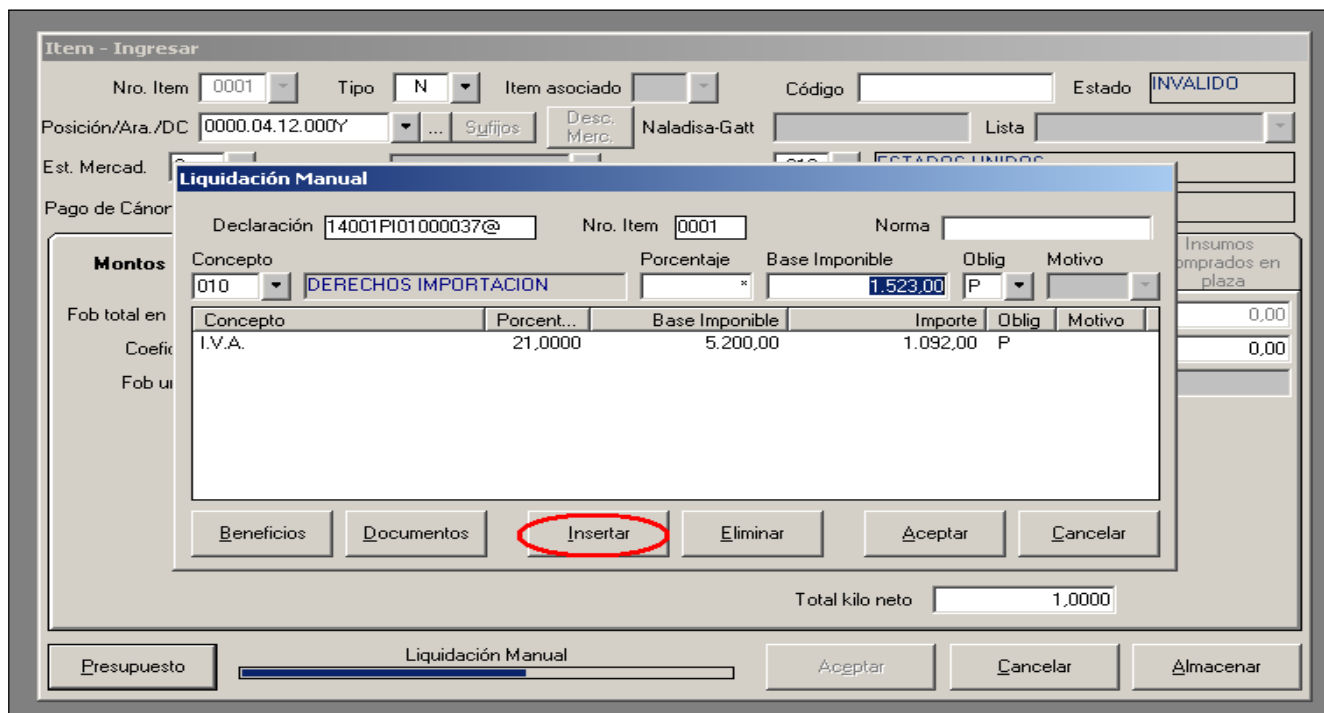 Item - Ingresar
Nro. Item 0001 Tipo N Item asociado Código Estado INVALIDO
Posición/Ara./DC 0000.04.12.000Y ... Sufijos Desc. Merc. Naladisa-Gatt Lista
Est. Mercad. ESTADOS UNIDOS
Liquidación Manual
Pago de Cánon
Declaración 14001PI01000037@ Nro. Item 0001 Norma
Montos
Insumos
comprados en
plaza
Concepto Porcentaje Base Imponible Oblig Motivo
010 DERECHOS IMPORTACION * 1.523,00 P
Fob total en 0,00
Concepto Porcent... Base Imponible Importe Oblig Motivo
I.V.A. 21,0000 5.200,00 1.092,00 P
Coefic 0,00
Fob un
Beneficios Documentos Insertar Eliminar Aceptar Cancelar
Total kilo neto 1,0000
Presupuesto Liquidación Manual Aceptar Cancelar Almacenar